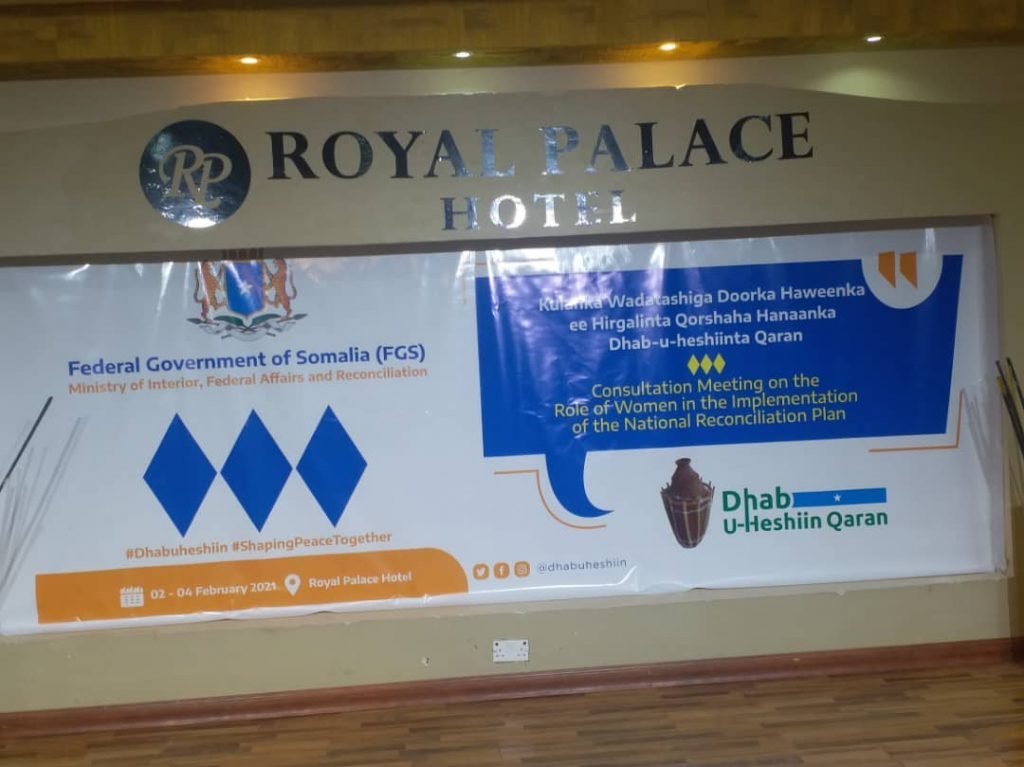 RP
ROYAL PALACE
HOTEL
Federal Government of Somalia (FGS)
Ministry of Interior, Federal Affairs and Reconciliation
#Dhabuheshiin #ShapingPeaceTogether
02 - 04 February 2021
Royal Palace Hotel
Kulanka Wadatashiga Doorka Haweenka
ee Hirgalinta Qorshaha Hanaanka
Dhab-u-heshiinta Qaran
Consultation Meeting on the
Role of Women in the Implementation
of the National Reconciliation Plan
Dhab
U-Heshiin Qaran
@dhabuheshiin